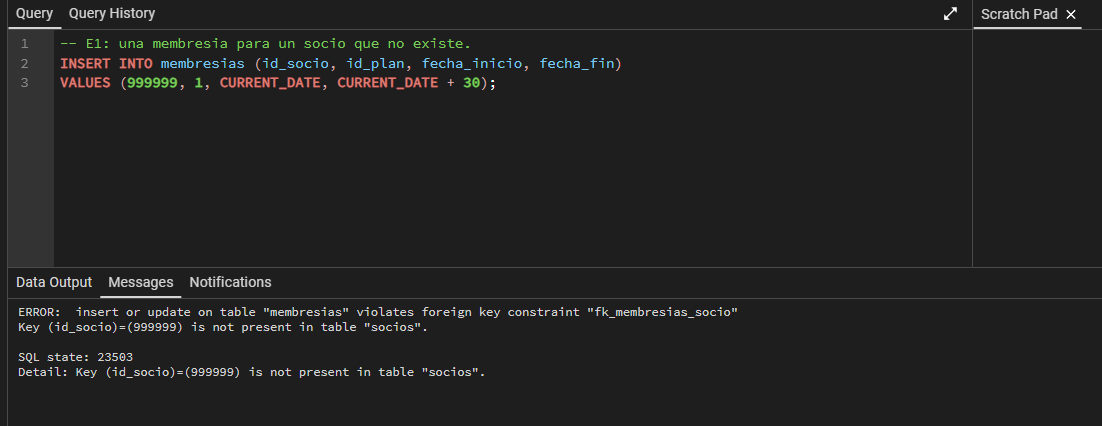 Query Query History Scratch Pad
1 -- E1: una membresia para un socio que no existe.
2 INSERT INTO membresias (id_socio, id_plan, fecha_inicio, fecha_fin)
3 VALUES (999999, 1, CURRENT_DATE, CURRENT_DATE + 30);
Data Output Messages Notifications
ERROR:  insert or update on table "membresias" violates foreign key constraint "fk_membresias_socio"
Key (id_socio)=(999999) is not present in table "socios".
SQL state: 23503
Detail: Key (id_socio)=(999999) is not present in table "socios".